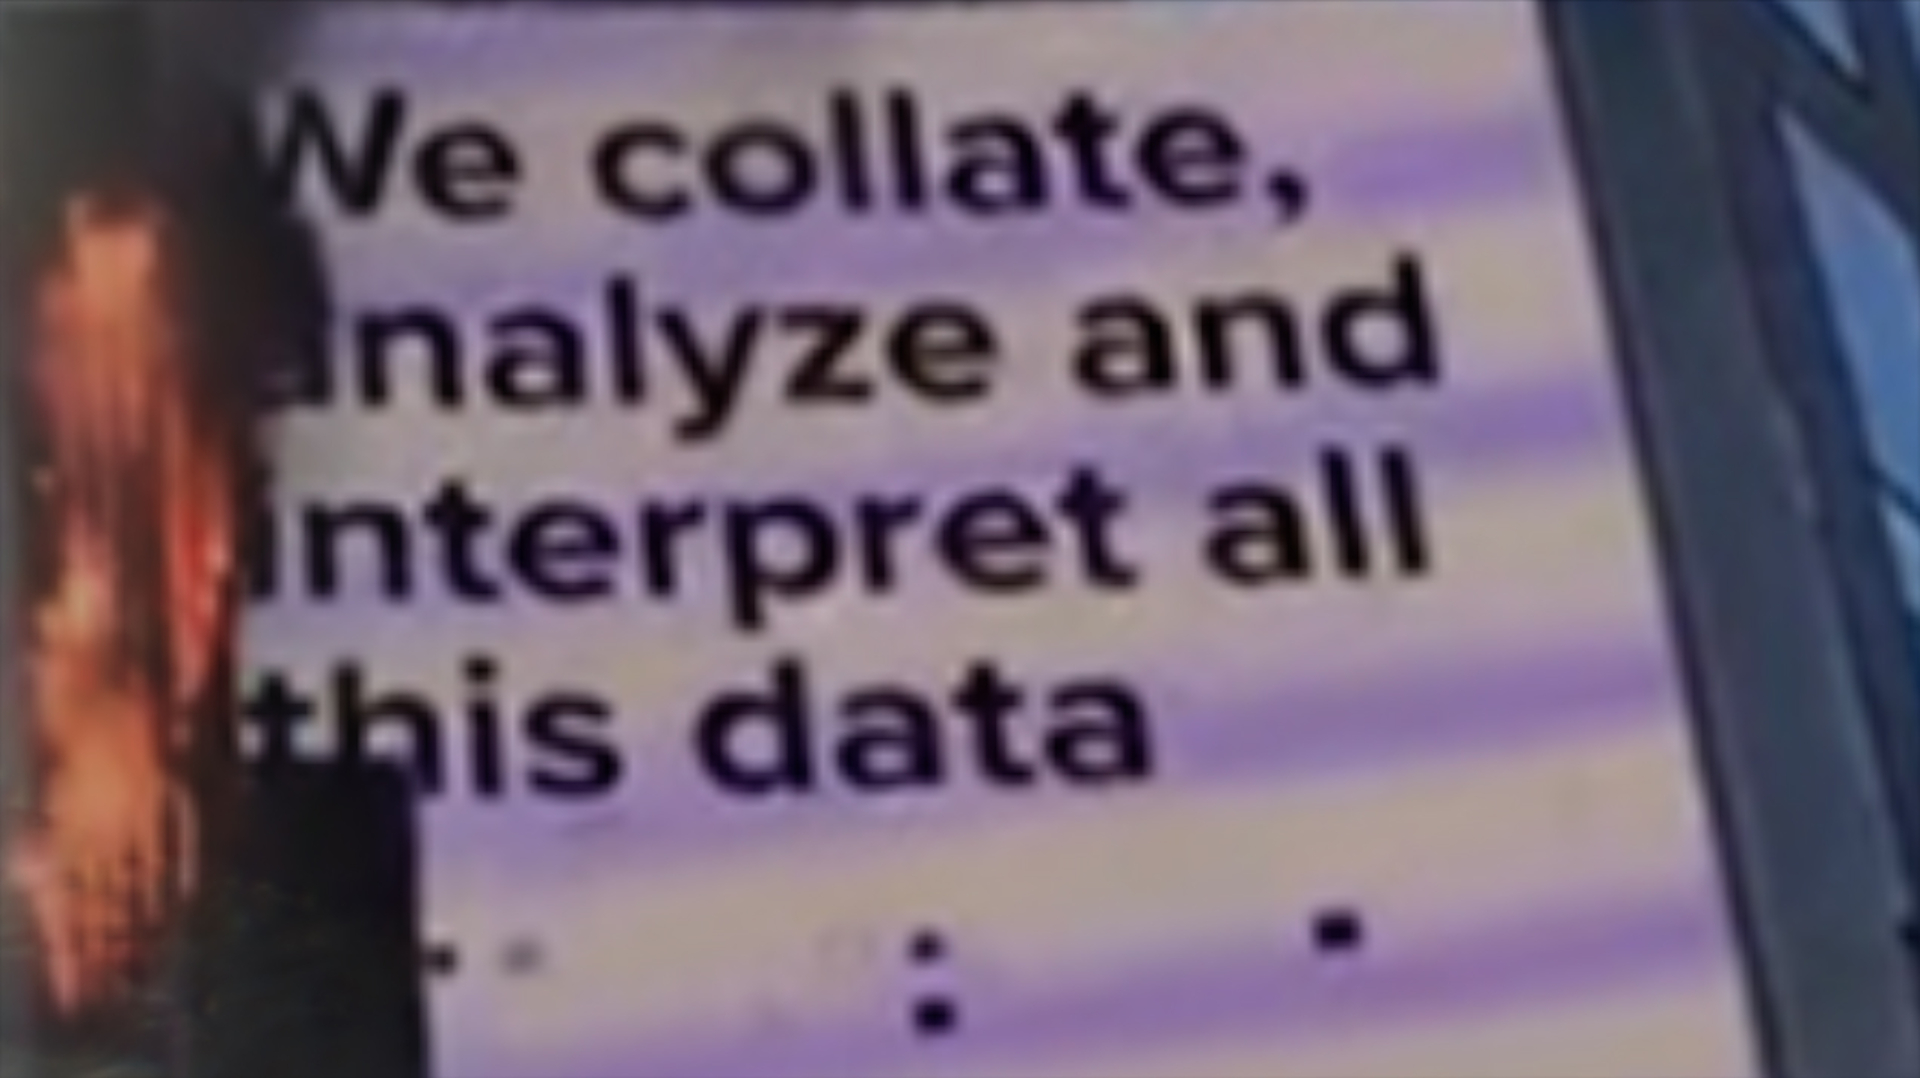 We collate,
analyze and
interpret all
this data